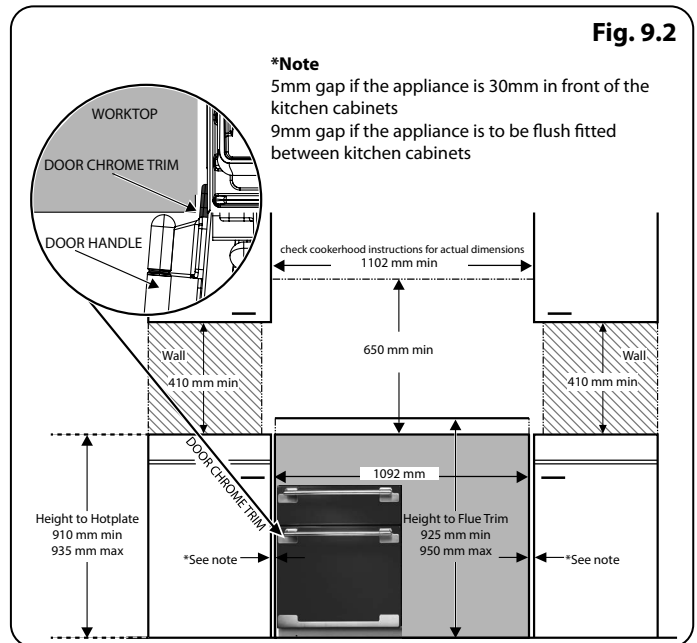 Fig. 9.2
*Note
5mm gap if the appliance is 30mm in front of the
kitchen cabinets
9mm gap if the appliance is to be flush fitted
between kitchen cabinets
WORKTOP
DOOR CHROME TRIM
DOOR HANDLE
check cookerhood instructions for actual dimensions
1102 mm min
650 mm min
Wall
410 mm min
Wall
410 mm min
DOOR CHROME TRIM
1092 mm
Height to Hotplate
910 mm min
935 mm max
Height to Flue Trim
925 mm min
950 mm max
*See note
*See note